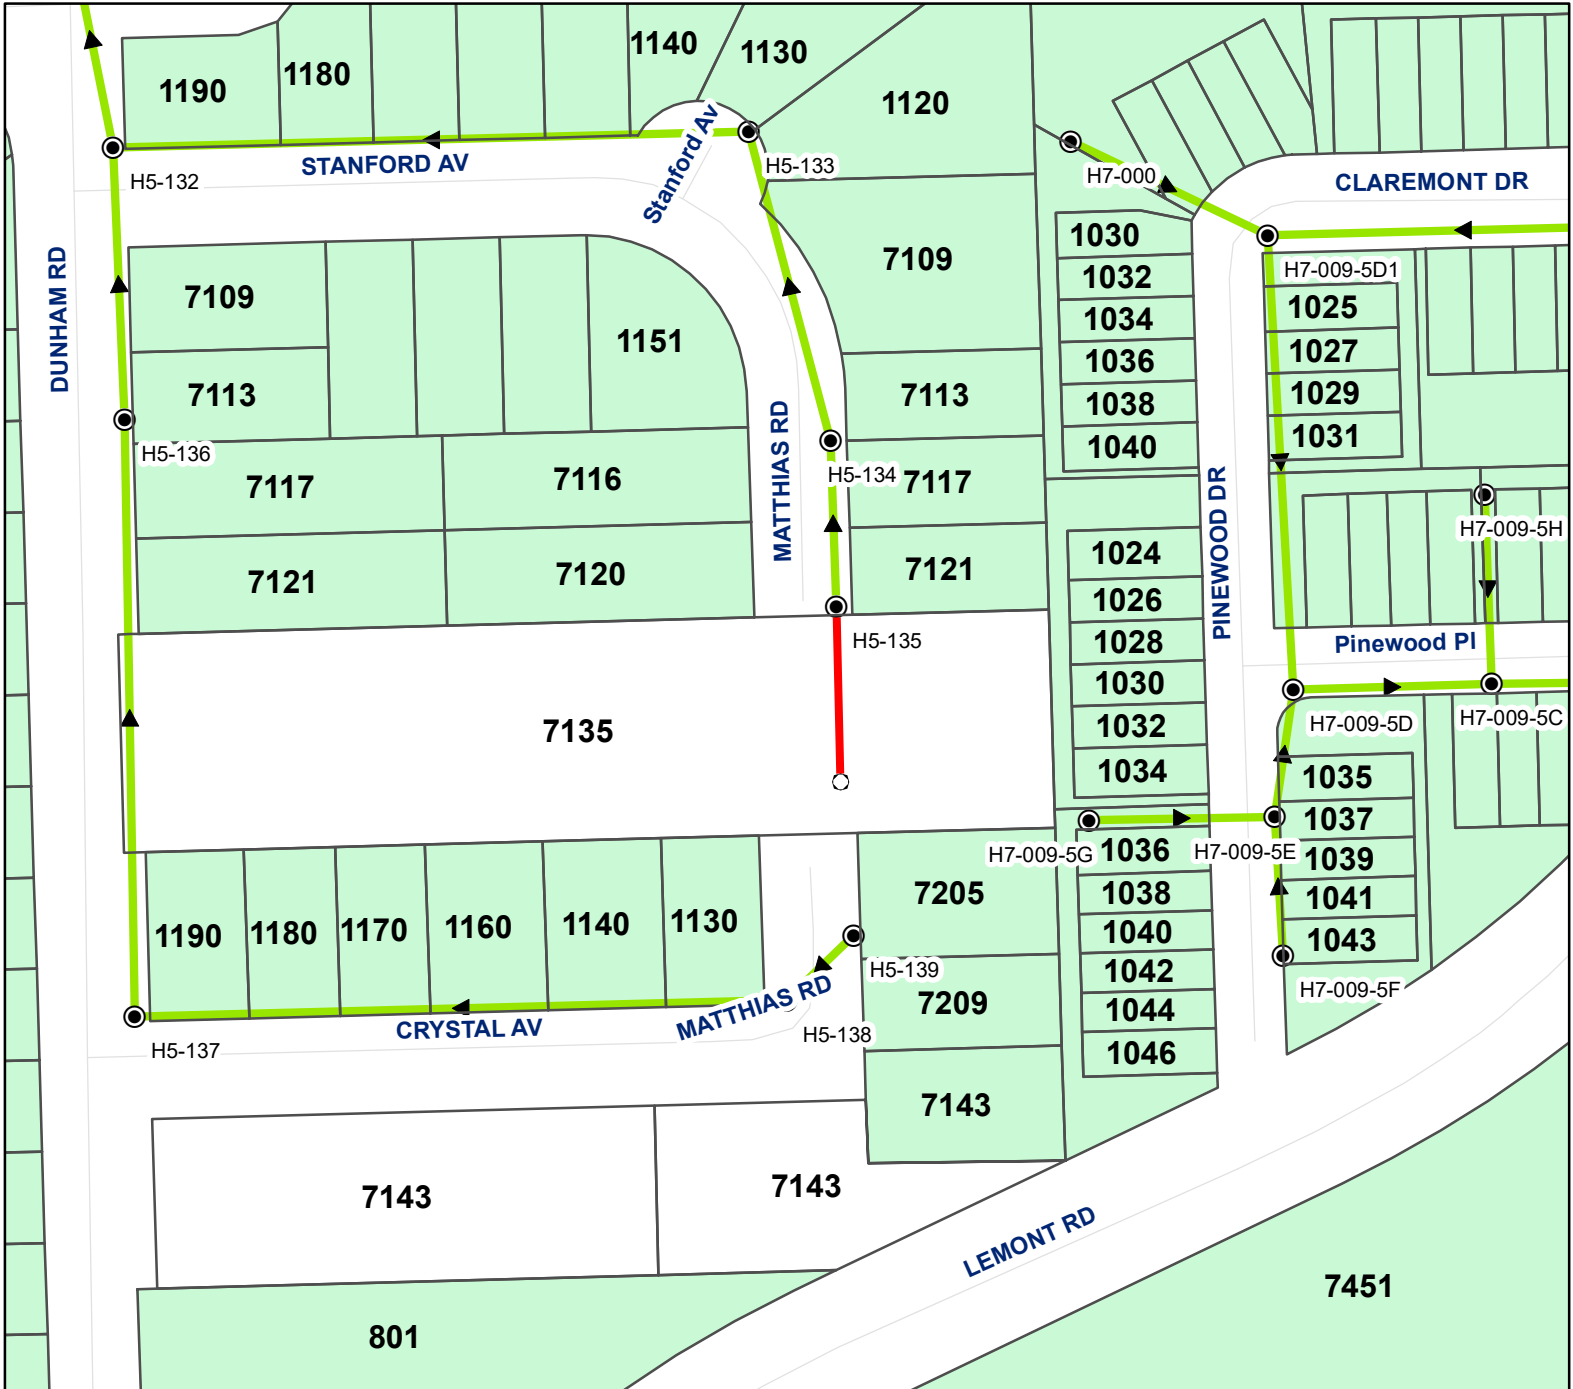 1140
1130
1180
1190
1120
STANFORD AV
Stanford Av
H5-133
H5-132
H7-000
CLAREMONT DR
1030
7109
1032
H7-009-5D1
7109
1025
DUNHAM RD
1034
1151
1027
1036
7113
7113
1029
1038
1031
1040
MATTHIAS RD
H5-136
H5-134
7117
7116
7117
PINEWOOD DR
H7-009-5H
1024
7121
7120
7121
1026
H5-135
1028
Pinewood Pl
1030
H7-009-5D
H7-009-5C
7135
1032
1034
1035
1037
H7-009-5G
1036
H7-009-5E
1039
7205
1038
1041
1190
1180
1170
1160
1140
1130
1040
1043
H5-139
1042
H7-009-5F
7209
1044
MATTHIAS RD
CRYSTAL AV
H5-138
H5-137
1046
7143
7143
7143
LEMONT RD
7451
801